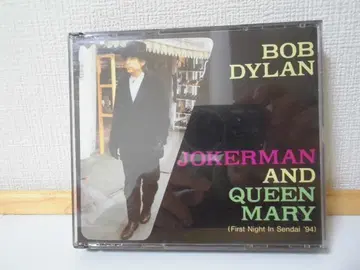 BOB
DYLAN
JOKERMAN
AND
QUEEN
MARY
(First Night In Sendai '94)